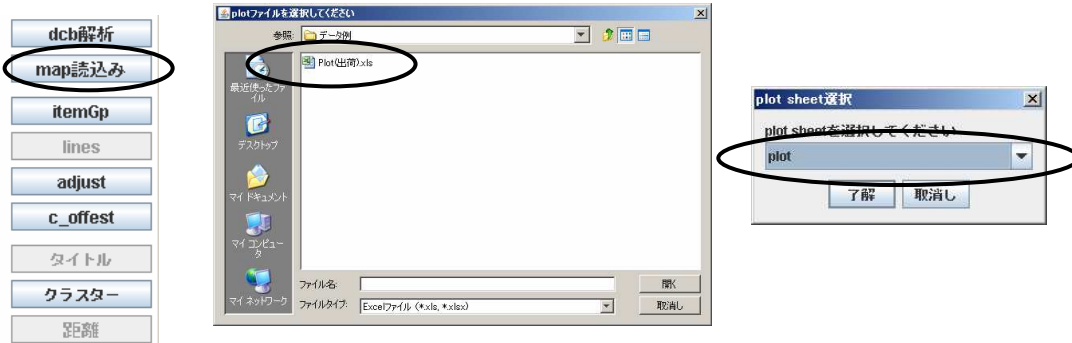 dcb解析
map読込み
itemGp
lines
adjust
c_offest
タイトル
クラスター
距離
plotファイルを選択してください
参照:
データ例
Plot(出荷).xls
最近使ったファイル
デスクトップ
マイ ドキュメント
マイ コンピュータ
マイ ネットワーク
ファイル名:
開く
ファイルタイプ:
Excelファイル (*.xls, *.xlsx)
取消し
plot sheet選択
plot sheetを選択してください
plot
了解
取消し